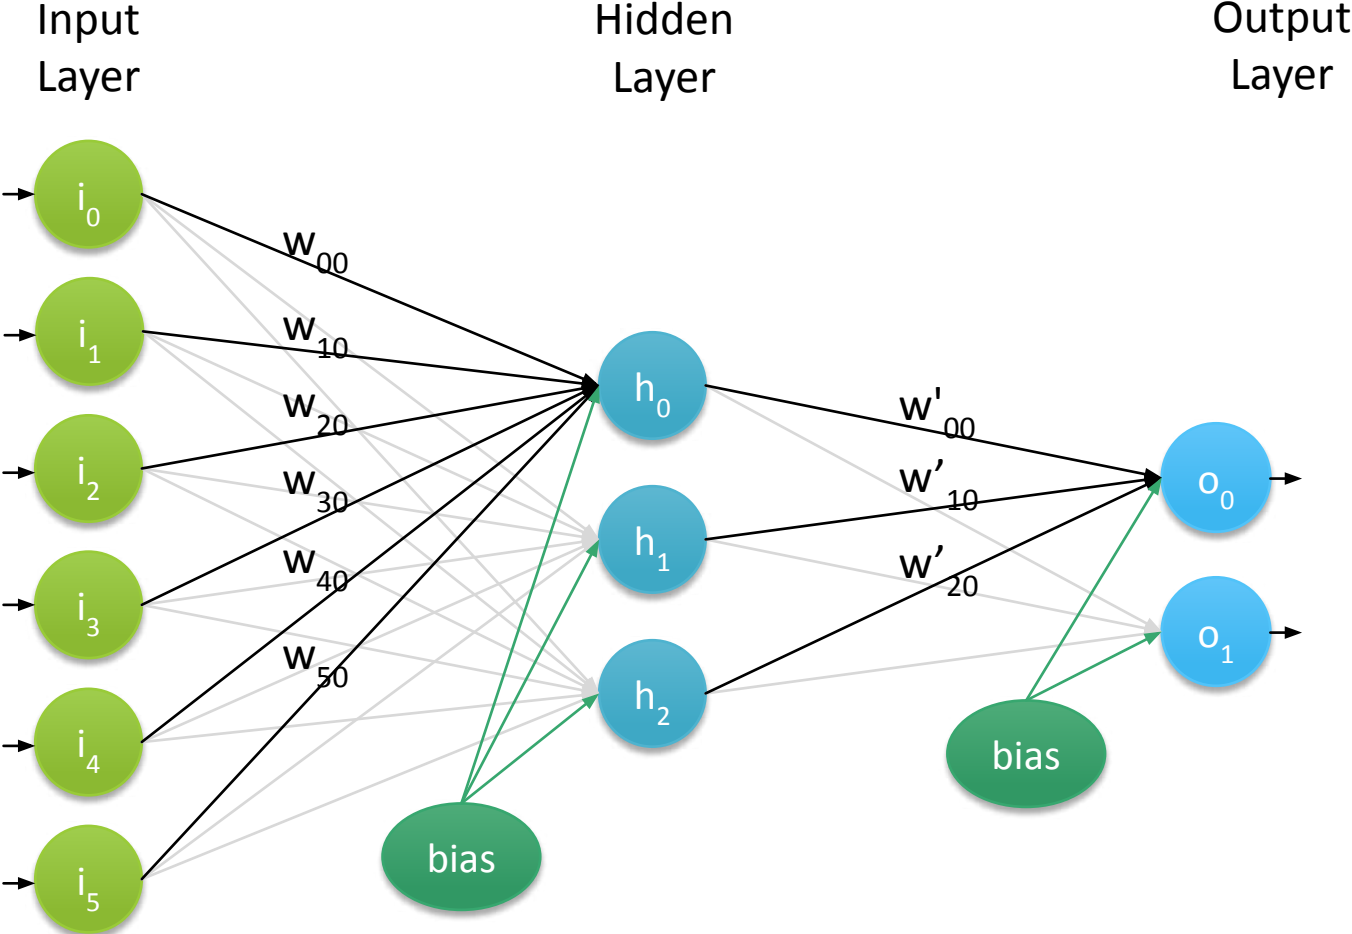 Input
Layer
Hidden
Layer
Output
Layer
i0
i1
i2
i3
i4
i5
w00
w10
w20
w30
w40
w50
h0
h1
h2
bias
w'00
w’10
w’20
o0
o1
bias